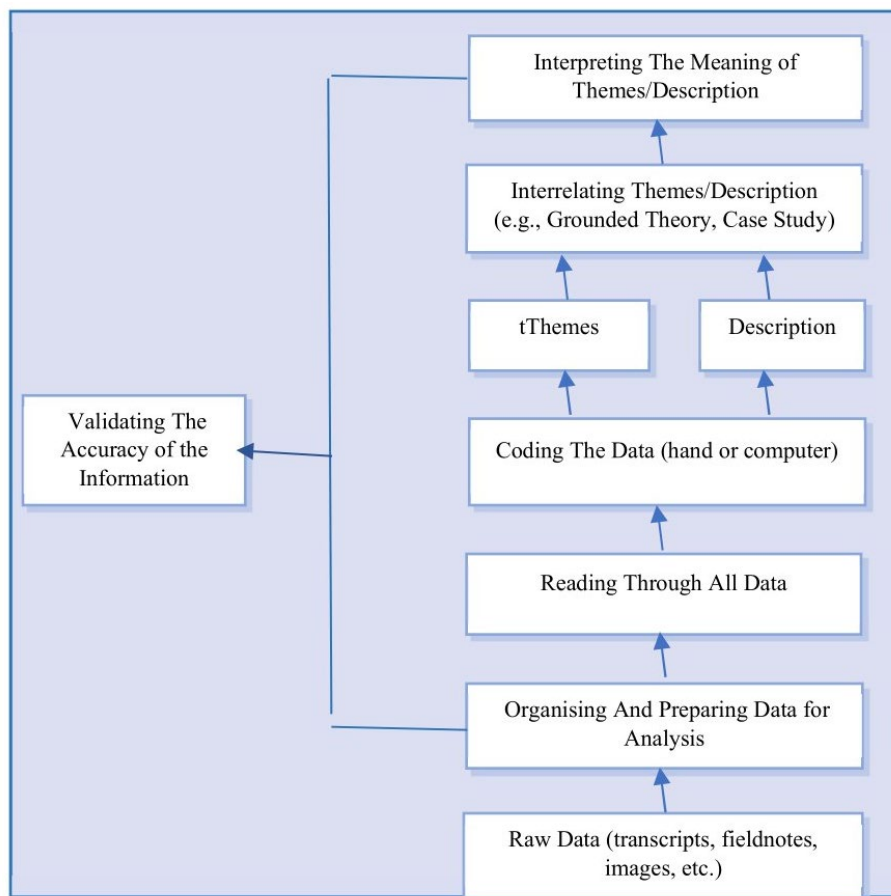 Interpreting The Meaning of
Themes/Description
Interrelating Themes/Description
(e.g., Grounded Theory, Case Study)
tThemes
Description
Validating The
Accuracy of the
Information
Coding The Data (hand or computer)
Reading Through All Data
Organising And Preparing Data for
Analysis
Raw Data (transcripts, fieldnotes,
images, etc.)